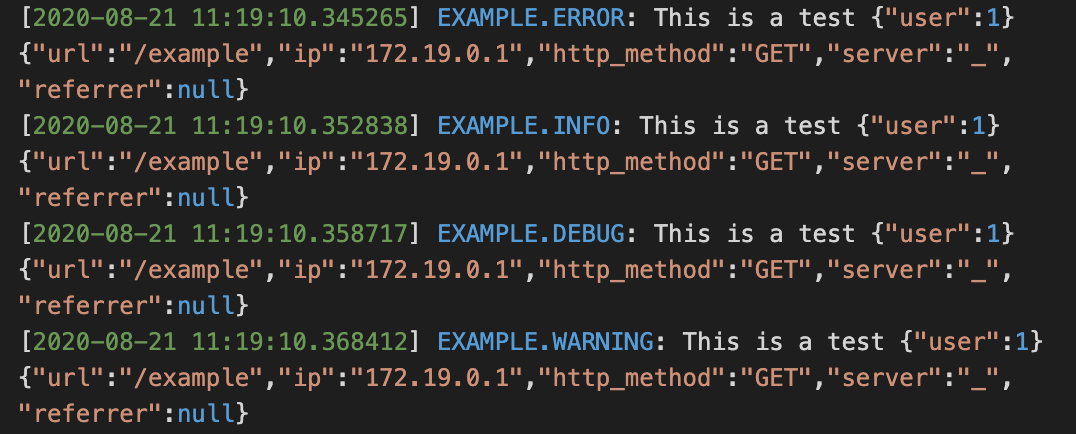 [2020-08-21 11:19:10.345265] EXAMPLE.ERROR: This is a test {"user":1}
{"url":"/example","ip":"172.19.0.1","http_method":"GET","server":"_",
"referrer":null}
[2020-08-21 11:19:10.352838] EXAMPLE.INFO: This is a test {"user":1}
{"url":"/example","ip":"172.19.0.1","http_method":"GET","server":"_",
"referrer":null}
[2020-08-21 11:19:10.358717] EXAMPLE.DEBUG: This is a test {"user":1}
{"url":"/example","ip":"172.19.0.1","http_method":"GET","server":"_",
"referrer":null}
[2020-08-21 11:19:10.368412] EXAMPLE.WARNING: This is a test {"user":1}
{"url":"/example","ip":"172.19.0.1","http_method":"GET","server":"_",
"referrer":null}